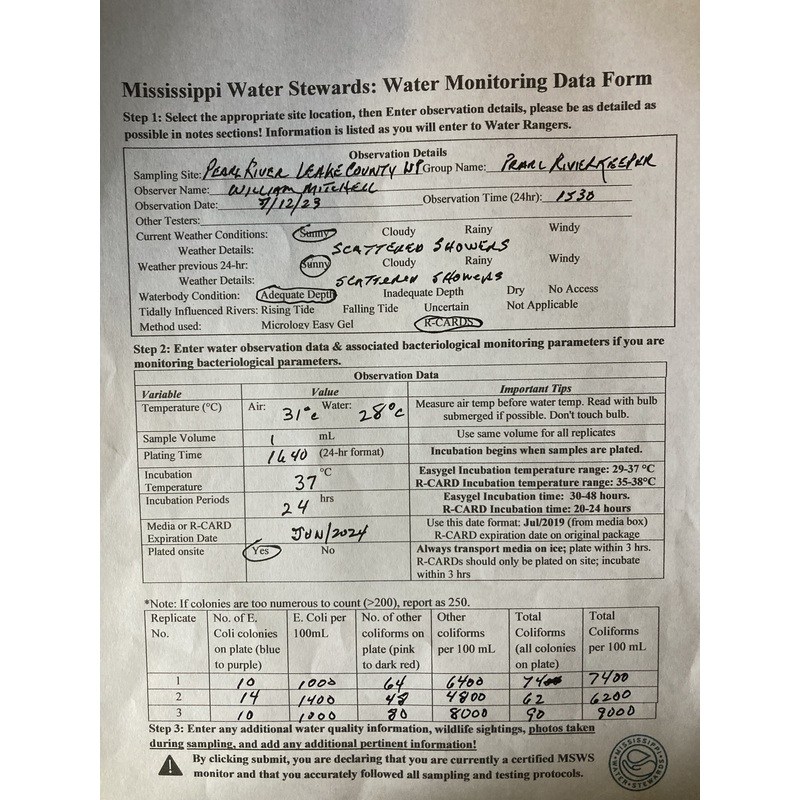 Mississippi Water Stewards: Water Monitoring Data Form
Step 1: Select the appropriate site location, then Enter observation details, please be as detailed as
possible in notes sections! Information is listed as you will enter to Water Rangers.
Observation Details
Sampling Site: PEARL RIVER LEAKE COUNTY WP Group Name: PEARL RIVERKEEPER
Observer Name: WILLIAM MITCHELL
Observation Date: 7/12/23 Observation Time (24hr): 1530
Other Testers:
Current Weather Conditions: Sunny Cloudy Rainy Windy
Weather Details: SCATTERED SHOWERS
Weather previous 24-hr: Sunny Cloudy Rainy Windy
Weather Details: SCATTERED SHOWERS
Waterbody Condition: Adequate Depth Inadequate Depth Dry No Access
Tidally Influenced Rivers: Rising Tide Falling Tide Uncertain Not Applicable
Method used: Micrology Easy Gel R-CARDS
Step 2: Enter water observation data & associated bacteriological monitoring parameters if you are
monitoring bacteriological parameters.
Observation Data
Variable Value Important Tips
Temperature (°C) Air: 31°c Water: 28°c Measure air temp before water temp. Read with bulb
submerged if possible. Don't touch bulb.
Sample Volume 1 mL Use same volume for all replicates
Plating Time 1640 (24-hr format) Incubation begins when samples are plated.
Incubation
Temperature 37 °C Easygel Incubation temperature range: 29-37 °C
R-CARD Incubation temperature range: 35-38°C
Incubation Periods 24 hrs Easygel Incubation time: 30-48 hours.
R-CARD Incubation time: 20-24 hours
Media or R-CARD
Expiration Date JUN/2024 Use this date format: Jul/2019 (from media box)
R-CARD expiration date on original package
Plated onsite Yes No Always transport media on ice; plate within 3 hrs.
R-CARDs should only be plated on site; incubate
within 3 hrs
*Note: If colonies are too numerous to count (>200), report as 250.
Replicate No. of E. E. Coli per No. of other Other Total Total
No. Coli colonies 100mL coliforms on coliforms Coliforms Coliforms
on plate (blue plate (pink per 100 mL (all colonies per 100 mL
to purple) to dark red) on plate)
1 10 1000 64 6400 74 7400
2 14 1400 48 4800 62 6200
3 10 1000 80 8000 90 9000
Step 3: Enter any additional water quality information, wildlife sightings, photos taken
during sampling, and add any additional pertinent information!
By clicking submit, you are declaring that you are currently a certified MSWS
monitor and that you accurately followed all sampling and testing protocols.
MISSISSIPPI
WATER STEWARDS